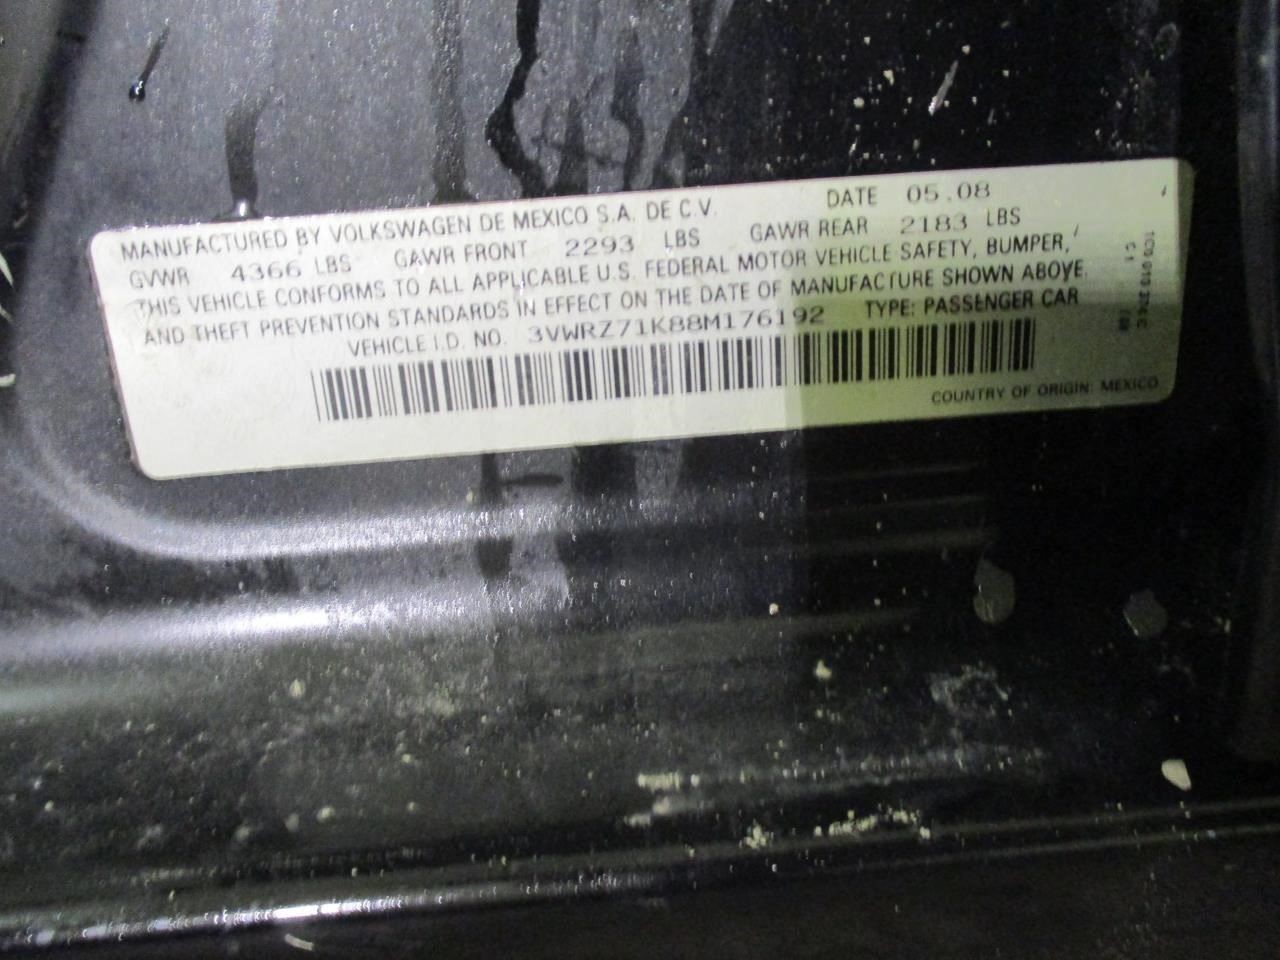 MANUFACTURED BY VOLKSWAGEN DE MEXICO S.A. DE C.V. DATE 05.08
GVWR 4366 LBS GAWR FRONT 2293 LBS GAWR REAR 2183 LBS
THIS VEHICLE CONFORMS TO ALL APPLICABLE U.S. FEDERAL MOTOR VEHICLE SAFETY, BUMPER,
AND THEFT PREVENTION STANDARDS IN EFFECT ON THE DATE OF MANUFACTURE SHOWN ABOVE.
VEHICLE I.D. NO. 3VWRZ71K88M176192 TYPE: PASSENGER CAR
COUNTRY OF ORIGIN: MEXICO